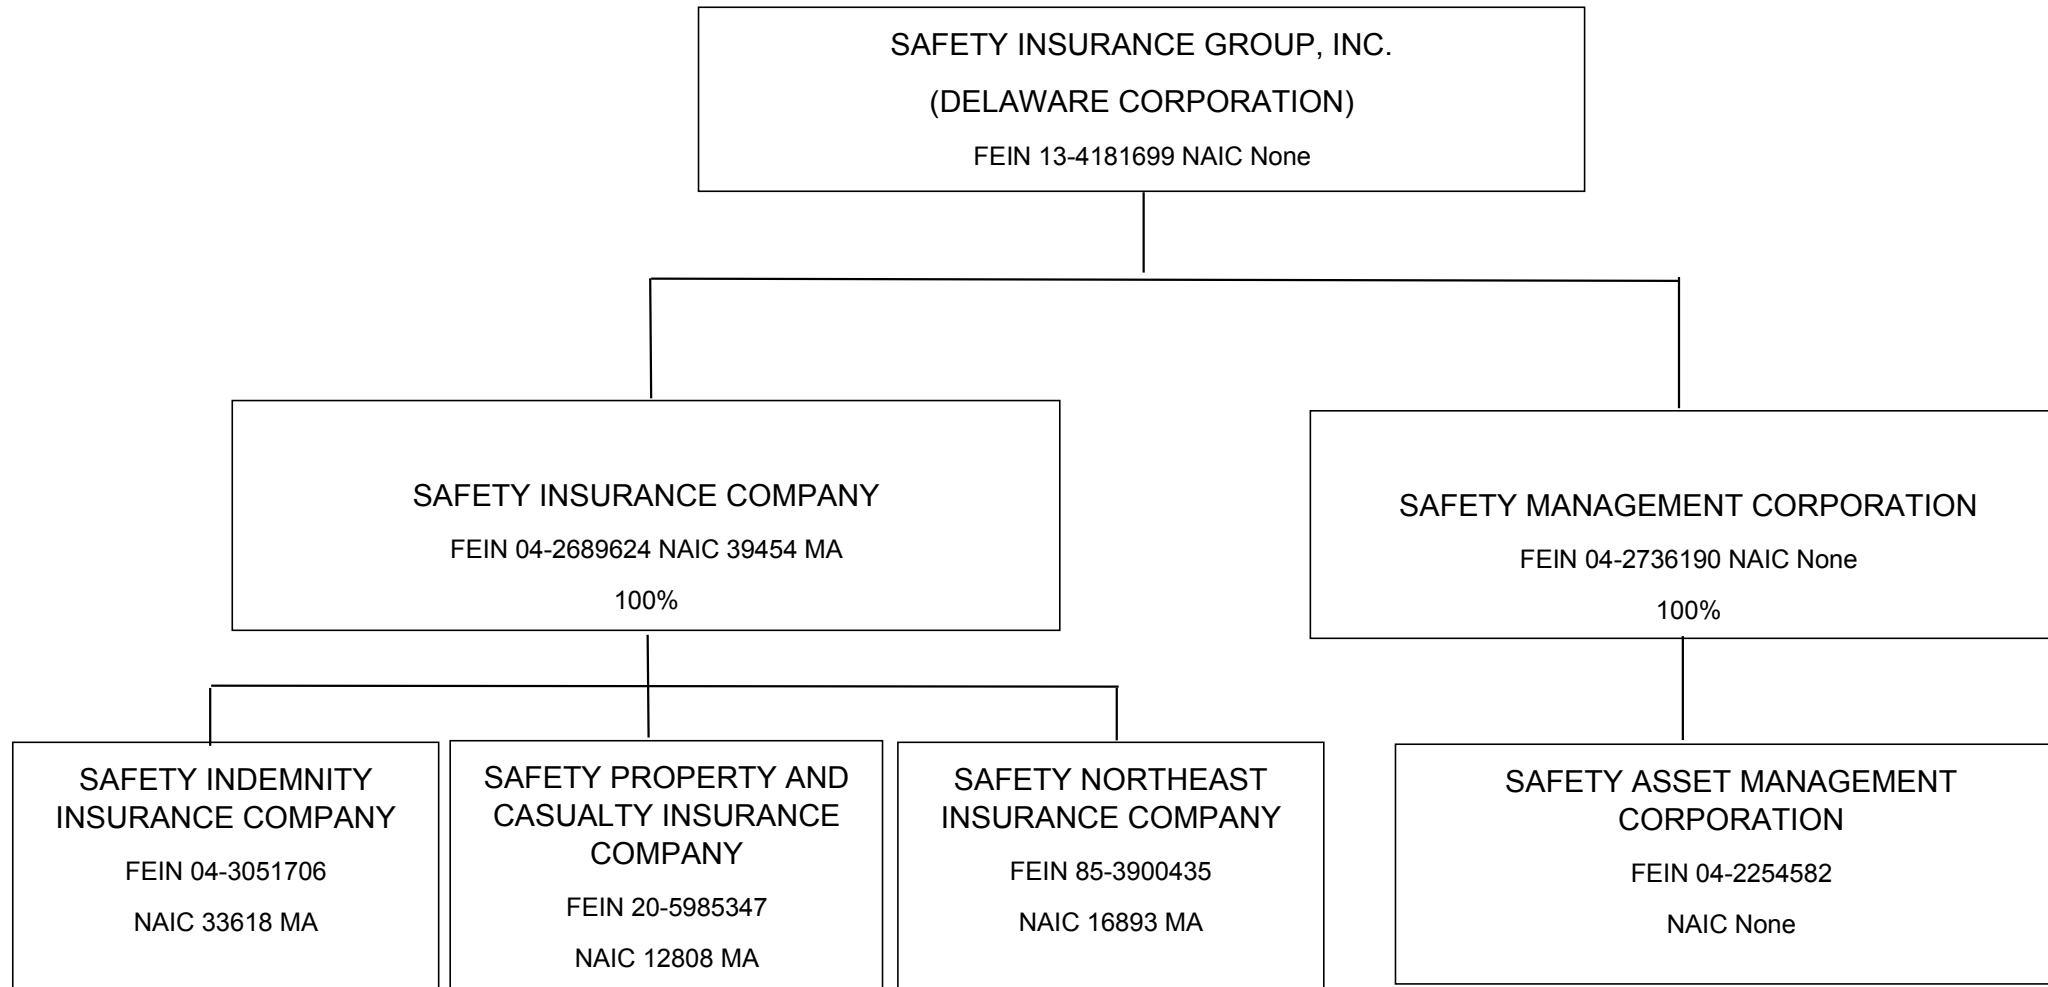 SAFETY INSURANCE GROUP, INC.
(DELAWARE CORPORATION)
FEIN 13-4181699 NAIC None
SAFETY INSURANCE COMPANY
FEIN 04-2689624 NAIC 39454 MA
100%
SAFETY MANAGEMENT CORPORATION
FEIN 04-2736190 NAIC None
100%
SAFETY INDEMNITY
INSURANCE COMPANY
FEIN 04-3051706
NAIC 33618 MA
SAFETY PROPERTY AND
CASUALTY INSURANCE
COMPANY
FEIN 20-5985347
NAIC 12808 MA
SAFETY NORTHEAST
INSURANCE COMPANY
FEIN 85-3900435
NAIC 16893 MA
SAFETY ASSET MANAGEMENT
CORPORATION
FEIN 04-2254582
NAIC None